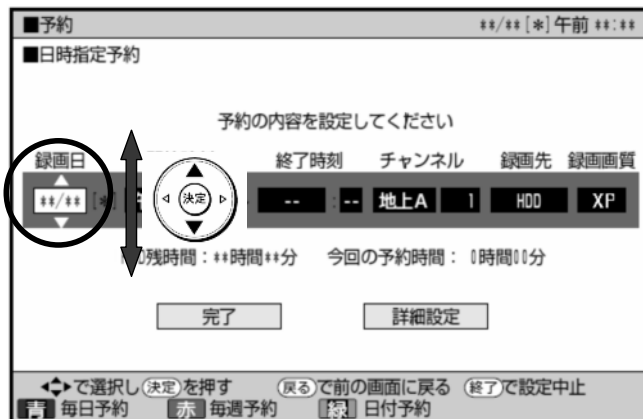 ■予約 **/**[*]午前 **:**
■日時指定予約
予約の内容を設定してください
録画日 終了時刻 チャンネル 録画先 録画画質
**/** [*] 決定 -- : -- 地上A 1 HDD XP
残時間:**時間**分 今回の予約時間: 0時間00分
完了 詳細設定
で選択し 決定 を押す 戻る で前の画面に戻る 終了 で設定中止
青 毎日予約 赤 毎週予約 緑 日付予約